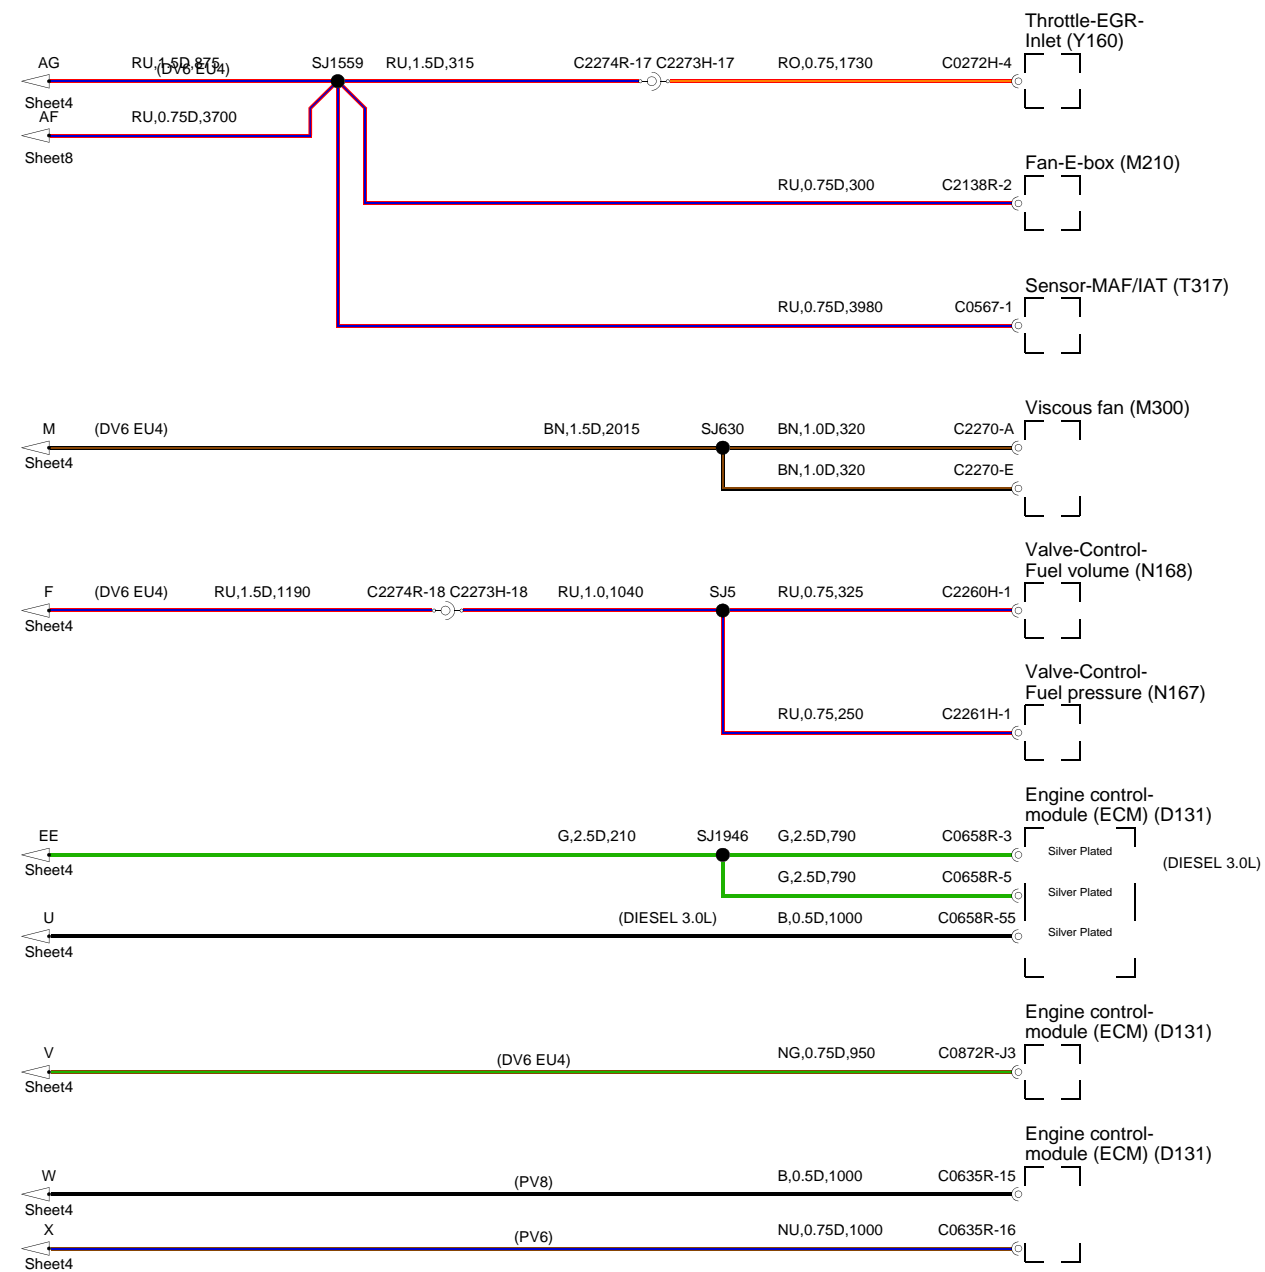 Throttle-EGR-
Inlet (Y160)
AG RU,1.5D,875 SJ1559 RU,1.5D,315 C2274R-17 C2273H-17 RO,0.75,1730 C0272H-4
(DV6 EU4)
Sheet4
AF RU,0.75D,3700
Sheet8
Fan-E-box (M210)
RU,0.75D,300 C2138R-2
Sensor-MAF/IAT (T317)
RU,0.75D,3980 C0567-1
Viscous fan (M300)
M (DV6 EU4) BN,1.5D,2015 SJ630 BN,1.0D,320 C2270-A
Sheet4
BN,1.0D,320 C2270-E
Valve-Control-
Fuel volume (N168)
F (DV6 EU4) RU,1.5D,1190 C2274R-18 C2273H-18 RU,1.0,1040 SJ5 RU,0.75,325 C2260H-1
Sheet4
Valve-Control-
Fuel pressure (N167)
RU,0.75,250 C2261H-1
Engine control-
module (ECM) (D131)
EE G,2.5D,210 SJ1946 G,2.5D,790 C0658R-3
Silver Plated
(DIESEL 3.0L)
Sheet4
G,2.5D,790 C0658R-5
Silver Plated
U (DIESEL 3.0L) B,0.5D,1000 C0658R-55
Silver Plated
Sheet4
Engine control-
module (ECM) (D131)
V (DV6 EU4) NG,0.75D,950 C0872R-J3
Sheet4
Engine control-
module (ECM) (D131)
W (PV8) B,0.5D,1000 C0635R-15
Sheet4
X (PV6) NU,0.75D,1000 C0635R-16
Sheet4